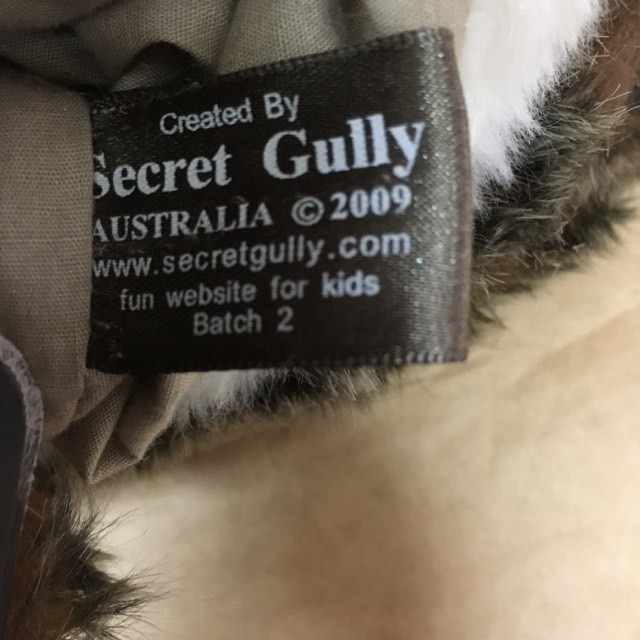 Created By
Secret Gully
AUSTRALIA © 2009
www.secretgully.com
fun website for kids
Batch 2